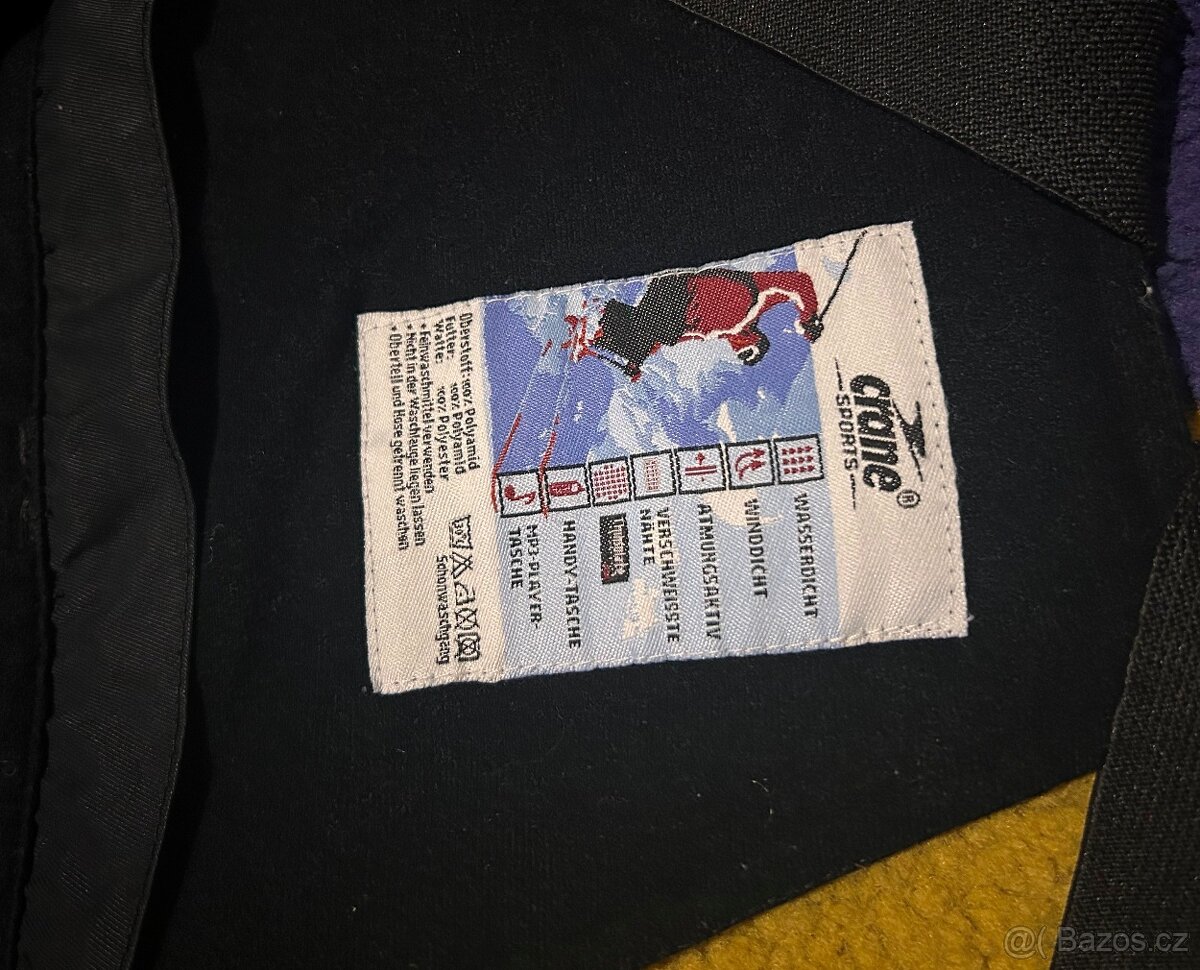 crane®
SPORTS
WASSERDICHT
WINDDICHT
ATMUNGSAKTIV
VERSCHWEISSTE
NÄHTE
HANDY-TASCHE
MP3-PLAYER-
TASCHE
Oberstoff: 100% Polyamid
Futter: 100% Polyamid
Watte: 100% Polyester
•Feinwaschmittel verwenden
•Nicht in der Waschlauge liegen lassen
•Oberteil und Hose getrennt waschen
Schonwaschgang
@( Bazos.cz